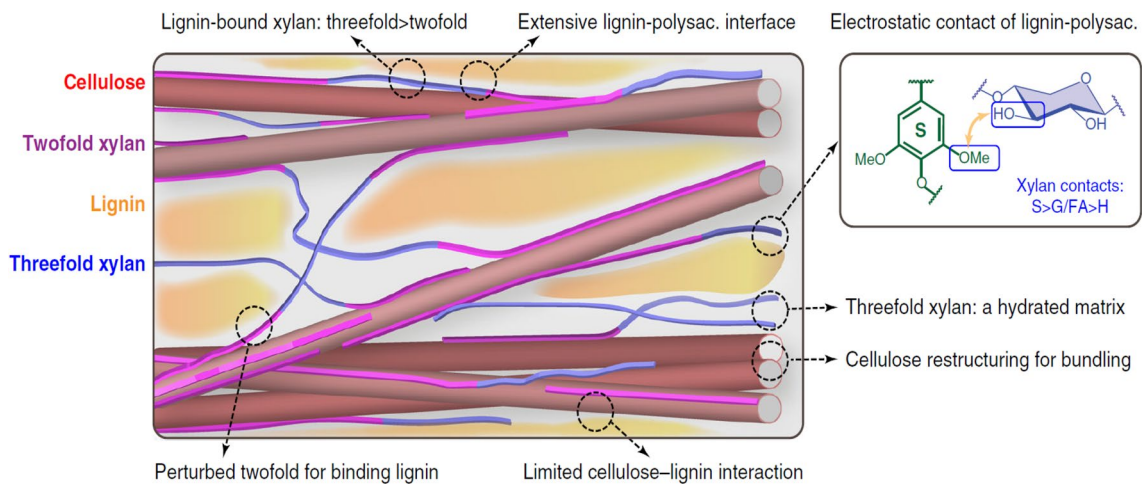 Lignin-bound xylan: threefold>twofold
Extensive lignin-polysac. interface
Electrostatic contact of lignin-polysac.
Cellulose
Twofold xylan
Lignin
Threefold xylan
S
MeO
OMe
O
O
O
HO
OH
Xylan contacts:
S>G/FA>H
Threefold xylan: a hydrated matrix
Cellulose restructuring for bundling
Perturbed twofold for binding lignin
Limited cellulose–lignin interaction